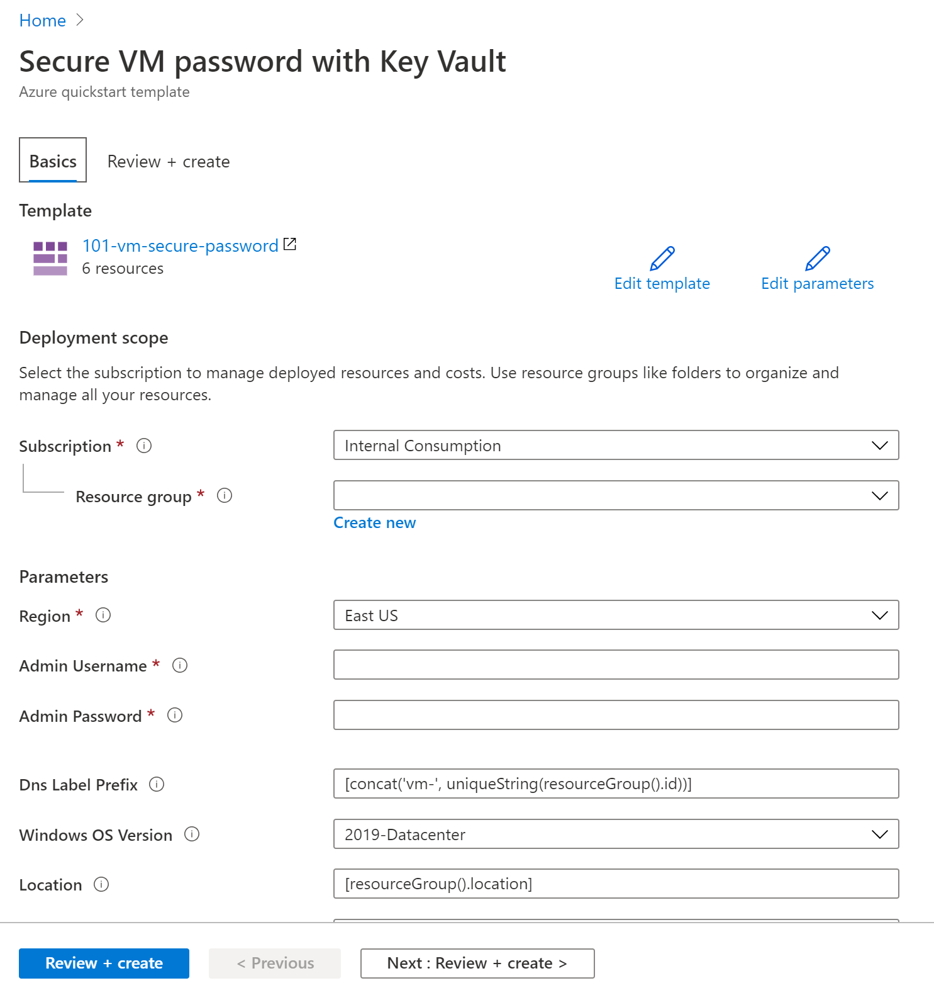 Home >
Secure VM password with Key Vault
Azure quickstart template
Basics Review + create
Template
101-vm-secure-password
6 resources
Edit template Edit parameters
Deployment scope
Select the subscription to manage deployed resources and costs. Use resource groups like folders to organize and
manage all your resources.
Subscription * Internal Consumption
Resource group *
Create new
Parameters
Region * East US
Admin Username *
Admin Password *
Dns Label Prefix [concat('vm-', uniqueString(resourceGroup().id))]
Windows OS Version 2019-Datacenter
Location [resourceGroup().location]
Review + create < Previous Next : Review + create >